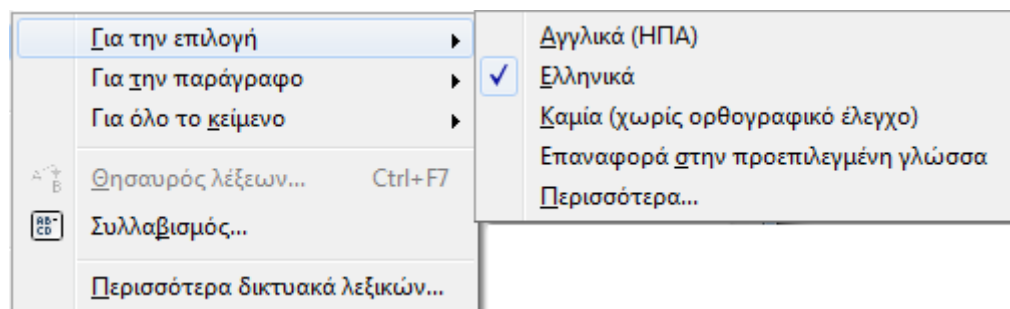 Για την επιλογή
Για την παράγραφο
Για όλο το κείμενο
Θησαυρός λέξεων... Ctrl+F7
Συλλαβισμός...
Περισσότερα δικτυακά λεξικών...
Αγγλικά (ΗΠΑ)
Ελληνικά
Καμία (χωρίς ορθογραφικό έλεγχο)
Επαναφορά στην προεπιλεγμένη γλώσσα
Περισσότερα...